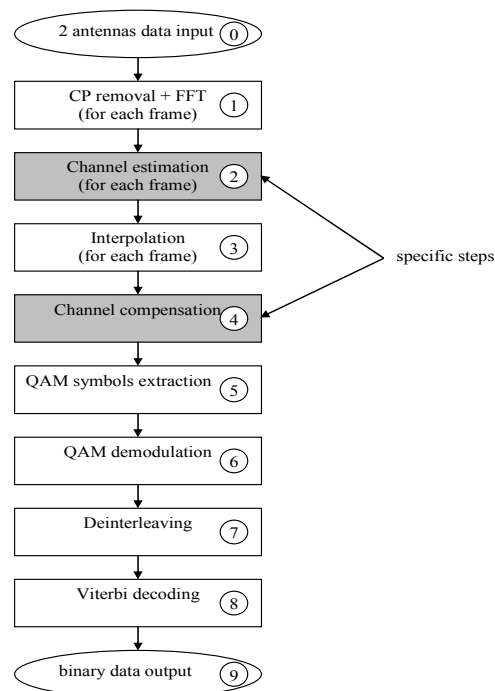 2 antennas data input 0
CP removal + FFT
(for each frame) 1
Channel estimation
(for each frame) 2
Interpolation
(for each frame) 3
specific steps
Channel compensation 4
QAM symbols extraction 5
QAM demodulation 6
Deinterleaving 7
Viterbi decoding 8
binary data output 9